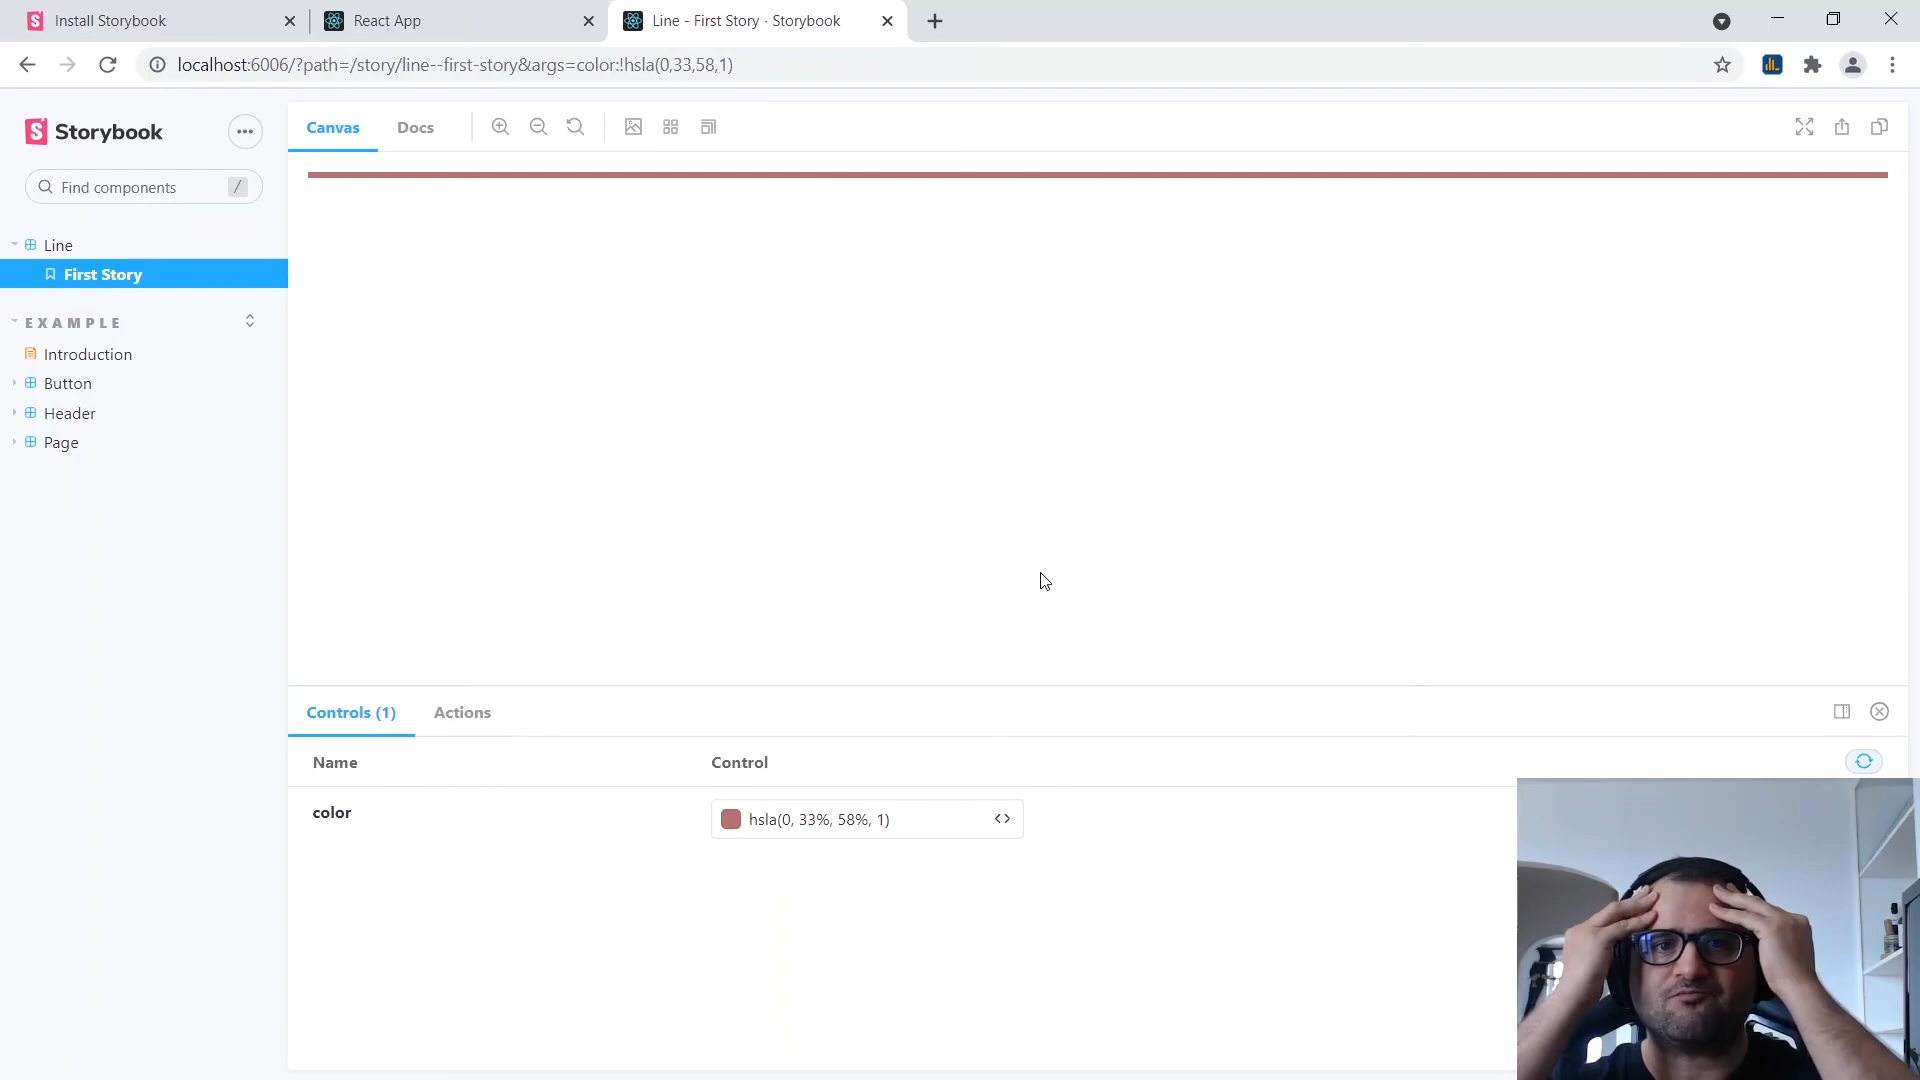 Install Storybook
React App
Line - First Story · Storybook
localhost:6006/?path=/story/line--first-story&args=color:!hsla(0,33,58,1)
Storybook
Canvas
Docs
Find components
/
Line
First Story
EXAMPLE
Introduction
Button
Header
Page
Controls (1)
Actions
Name
Control
color
hsla(0, 33%, 58%, 1)